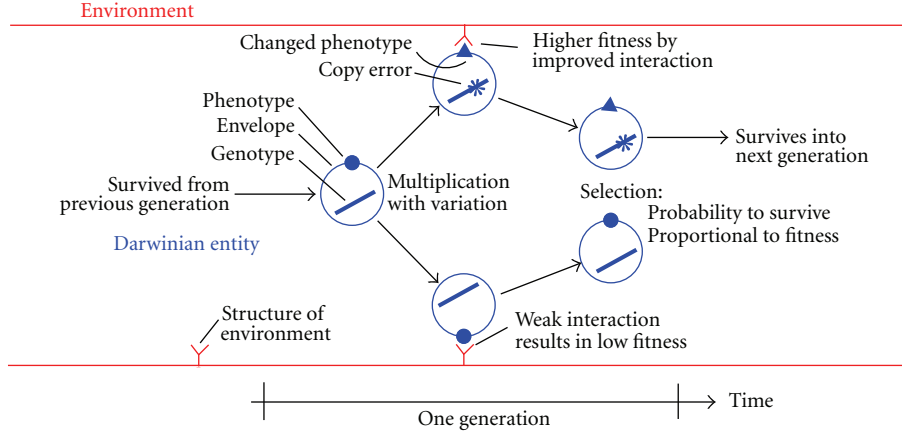 Environment
Changed phenotype
Copy error
Higher fitness by
improved interaction
Phenotype
Envelope
Genotype
Survived from
previous generation
Multiplication
with variation
Survives into
next generation
Selection:
Probability to survive
Proportional to fitness
Darwinian entity
Structure of
environment
Weak interaction
results in low fitness
Time
One generation